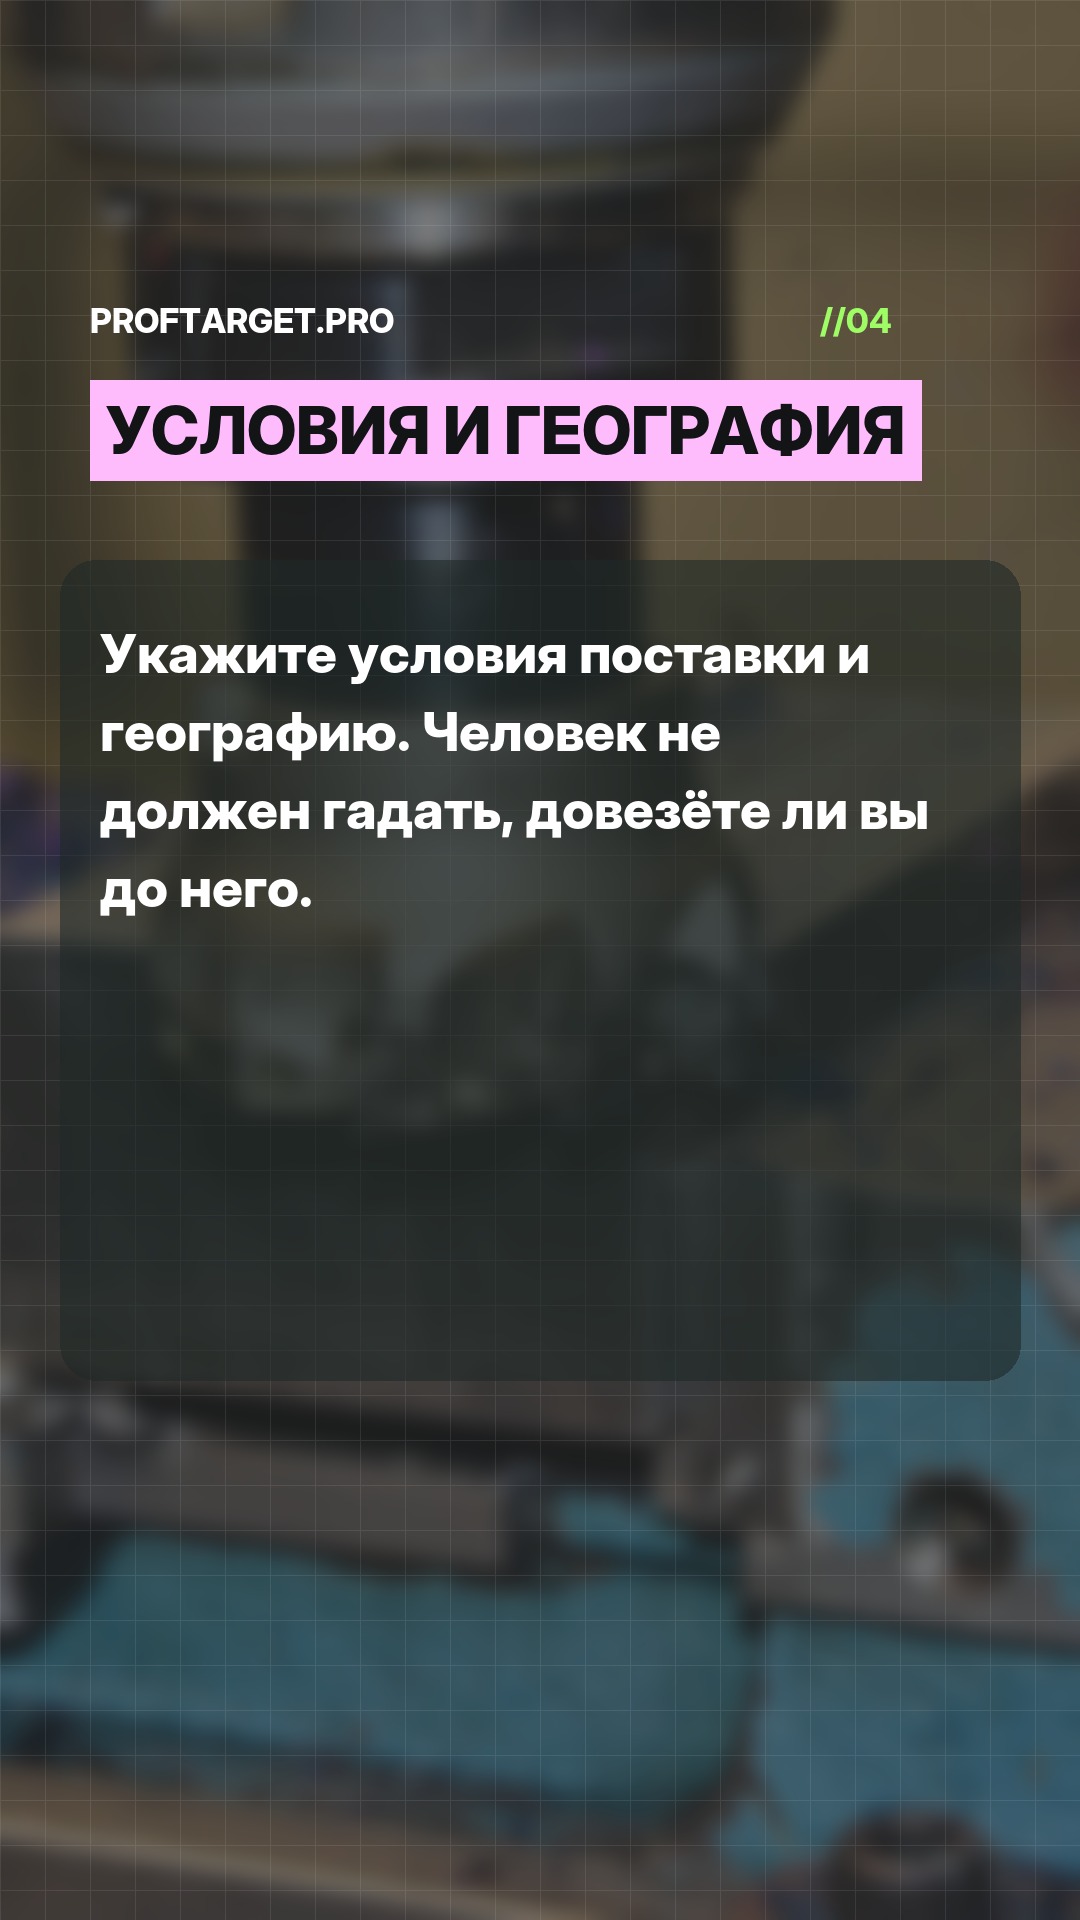 PROFTARGET.PRO
//04
УСЛОВИЯ И ГЕОГРАФИЯ
Укажите условия поставки и
географию. Человек не
должен гадать, довезёте ли вы
до него.